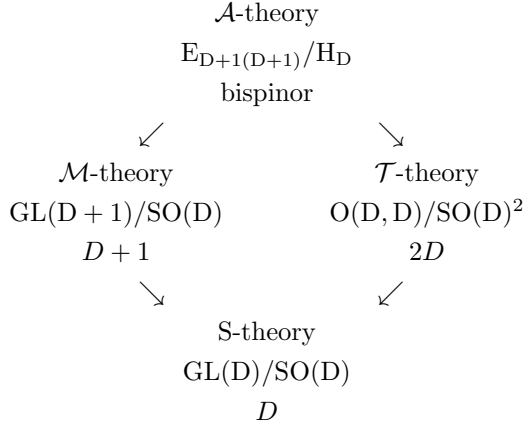 𝒜-theory
E_{D+1(D+1)}/H_D
bispinor
ℳ-theory
GL(D + 1)/SO(D)
D + 1
𝒯-theory
O(D, D)/SO(D)²
2D
S-theory
GL(D)/SO(D)
D